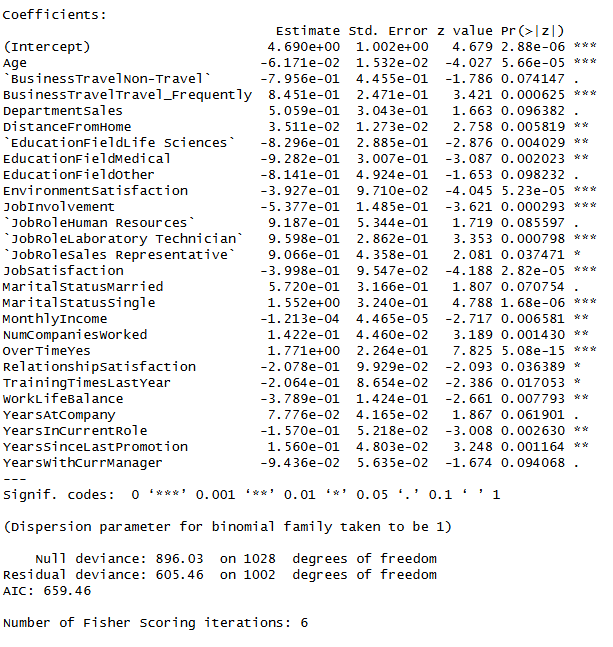 Coefficients:
                                  Estimate Std. Error z value Pr(>|z|)
(Intercept)                      4.690e+00  1.002e+00   4.679 2.88e-06 ***
Age                             -6.171e-02  1.532e-02  -4.027 5.66e-05 ***
`BusinessTravelNon-Travel`      -7.956e-01  4.455e-01  -1.786 0.074147 .
BusinessTravelTravel_Frequently  8.451e-01  2.471e-01   3.421 0.000625 ***
DepartmentSales                  5.059e-01  3.043e-01   1.663 0.096382 .
DistanceFromHome                 3.511e-02  1.273e-02   2.758 0.005819 **
`EducationFieldLife Sciences`   -8.296e-01  2.885e-01  -2.876 0.004029 **
EducationFieldMedical           -9.282e-01  3.007e-01  -3.087 0.002023 **
EducationFieldOther             -8.141e-01  4.924e-01  -1.653 0.098232 .
EnvironmentSatisfaction         -3.927e-01  9.710e-02  -4.045 5.23e-05 ***
JobInvolvement                  -5.377e-01  1.485e-01  -3.621 0.000293 ***
`JobRoleHuman Resources`         9.187e-01  5.344e-01   1.719 0.085597 .
`JobRoleLaboratory Technician`   9.598e-01  2.862e-01   3.353 0.000798 ***
`JobRoleSales Representative`    9.066e-01  4.358e-01   2.081 0.037471 *
JobSatisfaction                 -3.998e-01  9.547e-02  -4.188 2.82e-05 ***
MaritalStatusMarried             5.720e-01  3.166e-01   1.807 0.070754 .
MaritalStatusSingle              1.552e+00  3.240e-01   4.788 1.68e-06 ***
MonthlyIncome                   -1.213e-04  4.465e-05  -2.717 0.006581 **
NumCompaniesWorked               1.422e-01  4.460e-02   3.189 0.001430 **
OverTimeYes                      1.771e+00  2.264e-01   7.825 5.08e-15 ***
RelationshipSatisfaction        -2.078e-01  9.929e-02  -2.093 0.036389 *
TrainingTimesLastYear           -2.064e-01  8.654e-02  -2.386 0.017053 *
WorkLifeBalance                 -3.789e-01  1.424e-01  -2.661 0.007793 **
YearsAtCompany                   7.776e-02  4.165e-02   1.867 0.061901 .
YearsInCurrentRole              -1.570e-01  5.218e-02  -3.008 0.002630 **
YearsSinceLastPromotion          1.560e-01  4.803e-02   3.248 0.001164 **
YearsWithCurrManager            -9.436e-02  5.635e-02  -1.674 0.094068 .
---
Signif. codes:  0 ‘***’ 0.001 ‘**’ 0.01 ‘*’ 0.05 ‘.’ 0.1 ‘ ’ 1

(Dispersion parameter for binomial family taken to be 1)

    Null deviance: 896.03  on 1028  degrees of freedom
Residual deviance: 605.46  on 1002  degrees of freedom
AIC: 659.46

Number of Fisher Scoring iterations: 6